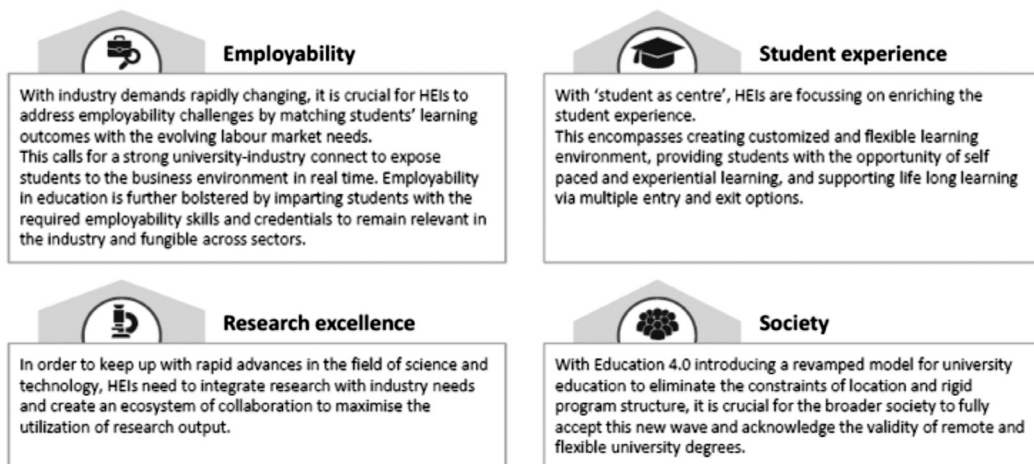 Employability
With industry demands rapidly changing, it is crucial for HEIs to
address employability challenges by matching students' learning
outcomes with the evolving labour market needs.
This calls for a strong university-industry connect to expose
students to the business environment in real time. Employability
in education is further bolstered by imparting students with the
required employability skills and credentials to remain relevant in
the industry and fungible across sectors.
Student experience
With ‘student as centre’, HEIs are focussing on enriching the
student experience.
This encompasses creating customized and flexible learning
environment, providing students with the opportunity of self
paced and experiential learning, and supporting life long learning
via multiple entry and exit options.
Research excellence
In order to keep up with rapid advances in the field of science and
technology, HEIs need to integrate research with industry needs
and create an ecosystem of collaboration to maximise the
utilization of research output.
Society
With Education 4.0 introducing a revamped model for university
education to eliminate the constraints of location and rigid
program structure, it is crucial for the broader society to fully
accept this new wave and acknowledge the validity of remote and
flexible university degrees.